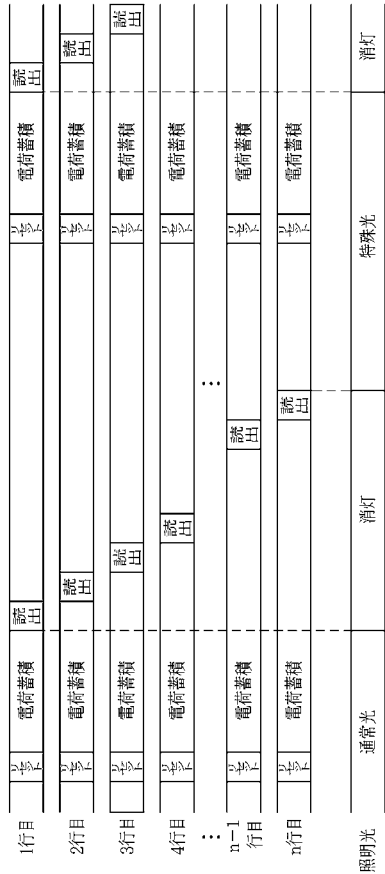 1行目 リセット 電荷蓄積 読出 リセット 電荷蓄積 読出
2行目 リセット 電荷蓄積 読出 リセット 電荷蓄積 読出
3行目 リセット 電荷蓄積 読出 リセット 電荷蓄積 読出
4行目 リセット 電荷蓄積 読出 リセット 電荷蓄積
⋮ ⋮
n−1
行目 リセット 電荷蓄積 読出 リセット 電荷蓄積
n行目 リセット 電荷蓄積 読出 リセット 電荷蓄積
照明光 通常光 消灯 特殊光 消灯